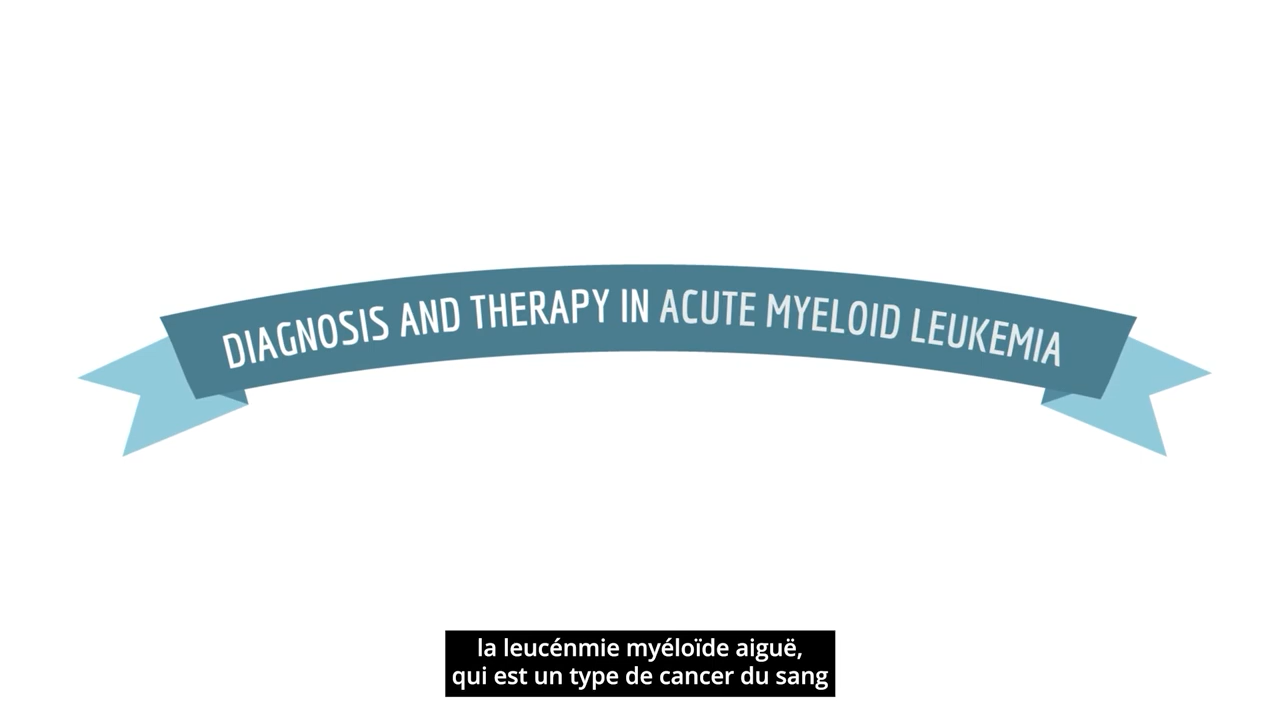 DIAGNOSIS AND THERAPY IN ACUTE MYELOID LEUKEMIA
la leucénmie myéloïde aiguë,
qui est un type de cancer du sang